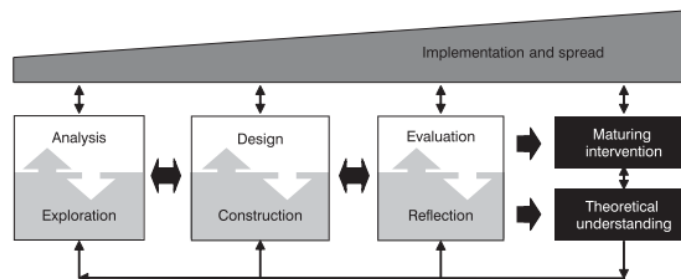 Implementation and spread
Analysis
Exploration
Design
Construction
Evaluation
Reflection
Maturing
intervention
Theoretical
understanding